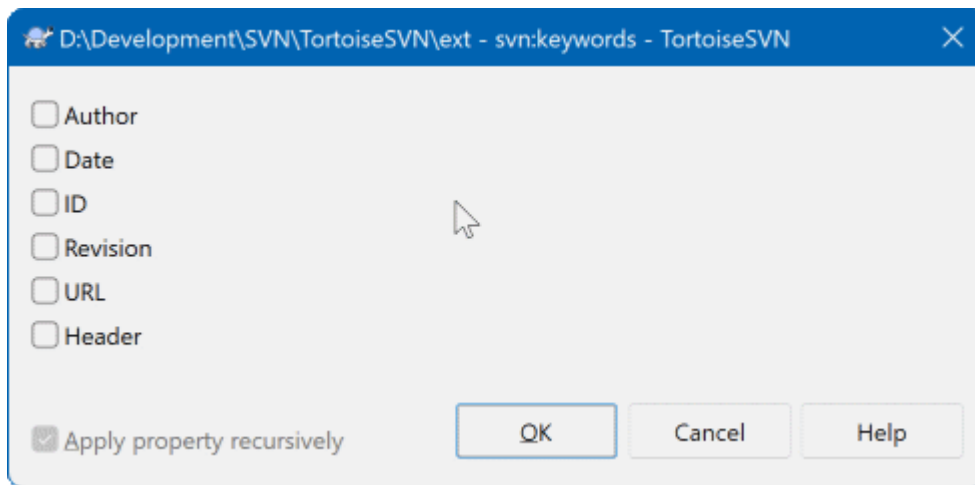 D:\Development\SVN\TortoiseSVN\ext - svn:keywords - TortoiseSVN
Author
Date
ID
Revision
URL
Header
Apply property recursively
OK
Cancel
Help